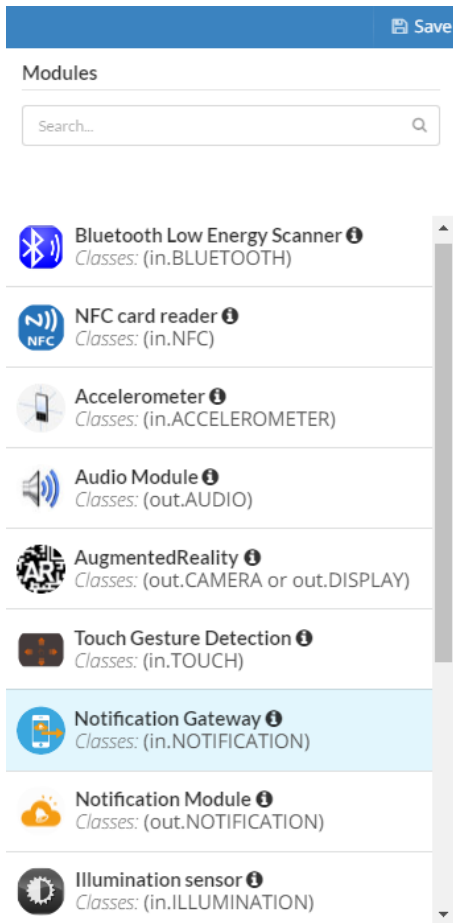 Save
Modules
Search...
Bluetooth Low Energy Scanner
Classes: (in.BLUETOOTH)
NFC
NFC card reader
Classes: (in.NFC)
Accelerometer
Classes: (in.ACCELEROMETER)
Audio Module
Classes: (out.AUDIO)
AR
AugmentedReality
Classes: (out.CAMERA or out.DISPLAY)
Touch Gesture Detection
Classes: (in.TOUCH)
Notification Gateway
Classes: (in.NOTIFICATION)
Notification Module
Classes: (out.NOTIFICATION)
Illumination sensor
Classes: (in.ILLUMINATION)